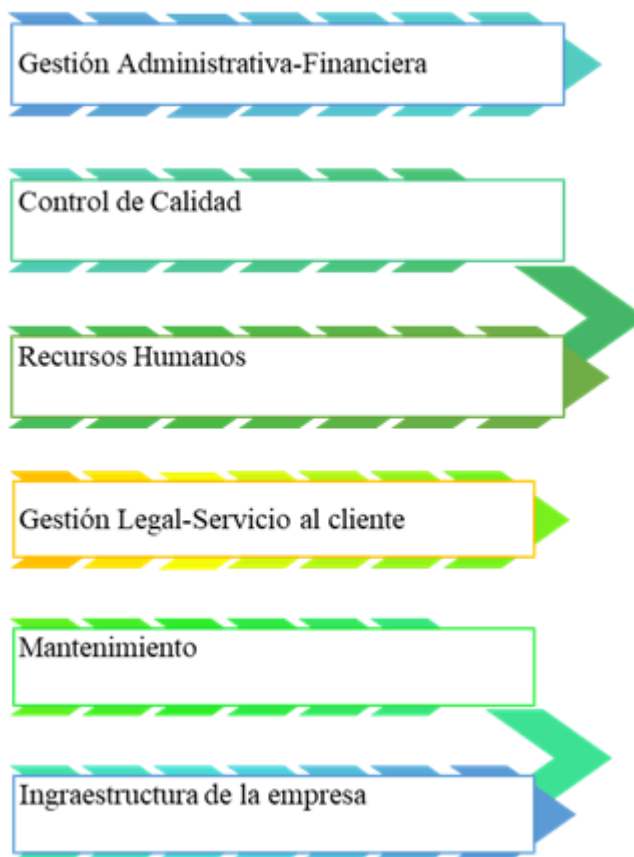 Gestión Administrativa-Financiera
Control de Calidad
Recursos Humanos
Gestión Legal-Servicio al cliente
Mantenimiento
Ingraestructura de la empresa